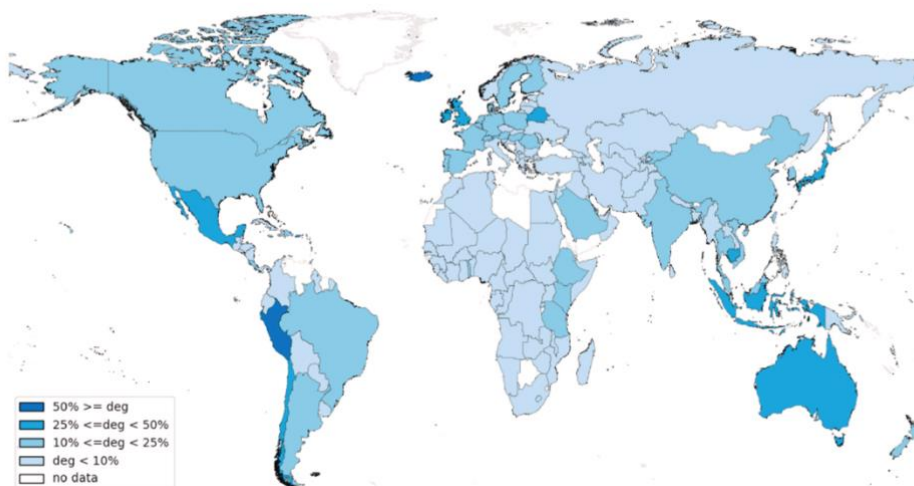 50% >= deg
25% <=deg < 50%
10% <=deg < 25%
deg < 10%
no data